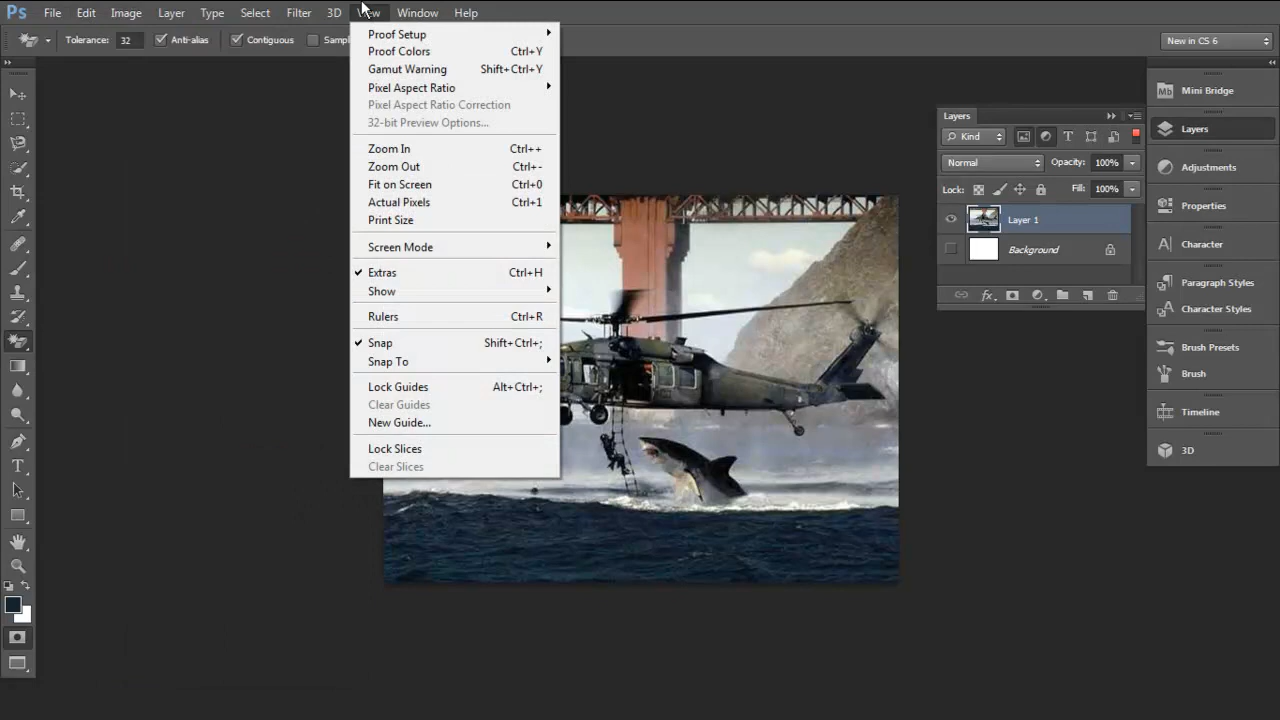 Ps File Edit Image Layer Type Select Filter 3D View Window Help
Tolerance: 32 Anti-alias Contiguous Sampl New in CS 6
Proof Setup
Proof Colors Ctrl+Y
Gamut Warning Shift+Ctrl+Y
Pixel Aspect Ratio
Pixel Aspect Ratio Correction
32-bit Preview Options...
Zoom In Ctrl++
Zoom Out Ctrl+-
Fit on Screen Ctrl+0
Actual Pixels Ctrl+1
Print Size
Screen Mode
Extras Ctrl+H
Show
Rulers Ctrl+R
Snap Shift+Ctrl+;
Snap To
Lock Guides Alt+Ctrl+;
Clear Guides
New Guide...
Lock Slices
Clear Slices
Layers
Kind
Normal Opacity: 100%
Lock: Fill: 100%
Layer 1
Background
fx
Mb Mini Bridge
Layers
Adjustments
Properties
Character
Paragraph Styles
Character Styles
Brush Presets
Brush
Timeline
3D